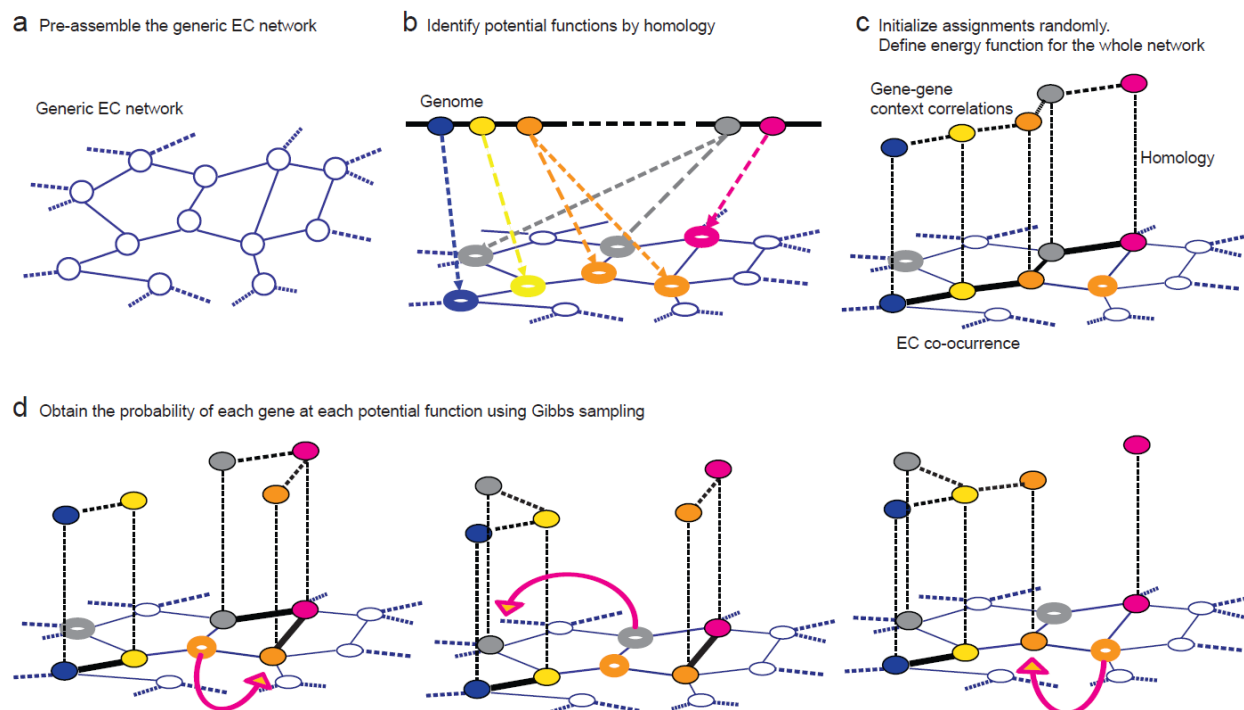 a Pre-assemble the generic EC network
Generic EC network
b Identify potential functions by homology
Genome
c Initialize assignments randomly.
Define energy function for the whole network
Gene-gene
context correlations
Homology
EC co-ocurrence
d Obtain the probability of each gene at each potential function using Gibbs sampling